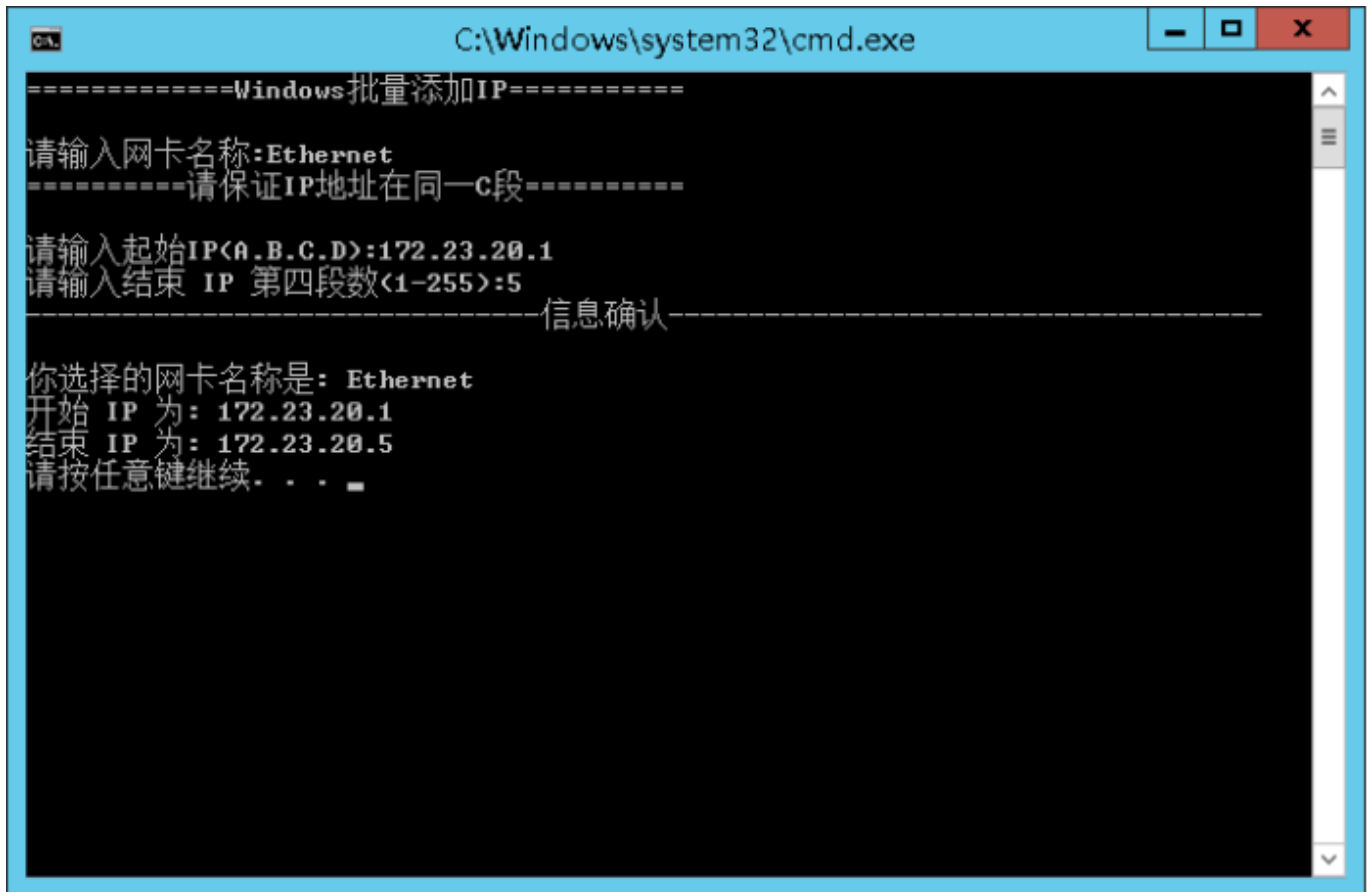 C:\Windows\system32\cmd.exe
=============Windows批量添加IP===========
请输入网卡名称:Ethernet
==========请保证IP地址在同一C段==========
请输入起始IP(A.B.C.D):172.23.20.1
请输入结束 IP 第四段数(1-255):5
--------------------------------信息确认-------------------------------------
你选择的网卡名称是: Ethernet
开始 IP 为: 172.23.20.1
结束 IP 为: 172.23.20.5
请按任意键继续. . .